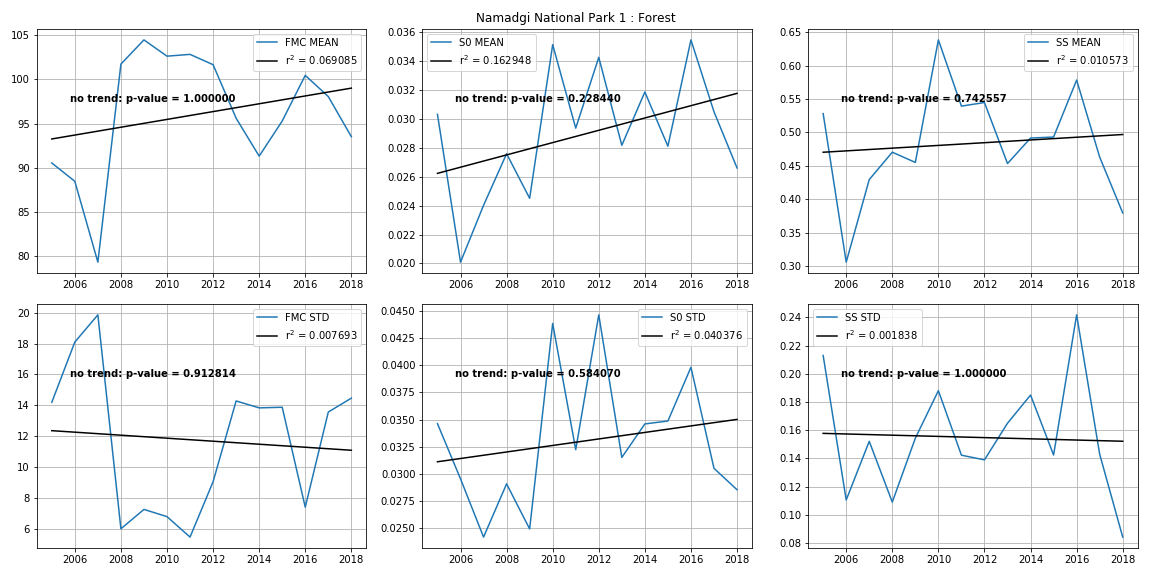 Namadgi National Park 1 : Forest
FMC MEAN
r² = 0.069085
no trend: p-value = 1.000000
105
100
95
90
85
80
2006 2008 2010 2012 2014 2016 2018
S0 MEAN
r² = 0.162948
no trend: p-value = 0.228440
0.036
0.034
0.032
0.030
0.028
0.026
0.024
0.022
0.020
2006 2008 2010 2012 2014 2016 2018
SS MEAN
r² = 0.010573
no trend: p-value = 0.742557
0.65
0.60
0.55
0.50
0.45
0.40
0.35
0.30
2006 2008 2010 2012 2014 2016 2018
FMC STD
r² = 0.007693
no trend: p-value = 0.912814
20
18
16
14
12
10
8
6
2006 2008 2010 2012 2014 2016 2018
S0 STD
r² = 0.040376
no trend: p-value = 0.584070
0.0450
0.0425
0.0400
0.0375
0.0350
0.0325
0.0300
0.0275
0.0250
2006 2008 2010 2012 2014 2016 2018
SS STD
r² = 0.001838
no trend: p-value = 1.000000
0.24
0.22
0.20
0.18
0.16
0.14
0.12
0.10
0.08
2006 2008 2010 2012 2014 2016 2018